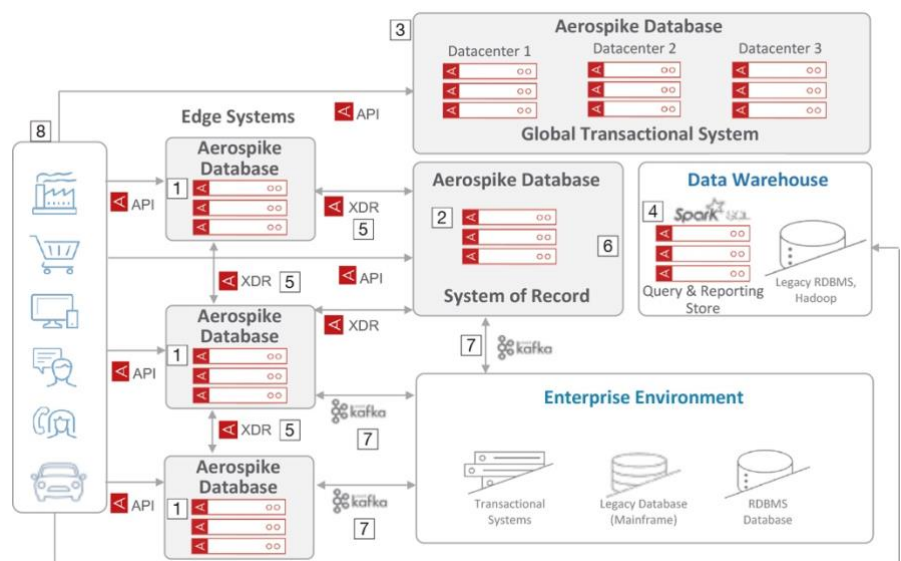 3
Aerospike Database
Datacenter 1
Datacenter 2
Datacenter 3
Global Transactional System
Edge Systems
API
8
Aerospike
Database
1
API
XDR
5
Aerospike Database
2
6
System of Record
Data Warehouse
4
Spark SQL
Query & Reporting
Store
Legacy RDBMS,
Hadoop
XDR
5
API
Aerospike
Database
1
API
XDR
7
kafka
Enterprise Environment
Transactional
Systems
Legacy Database
(Mainframe)
RDBMS
Database
kafka
7
XDR
5
Aerospike
Database
1
API
kafka
7